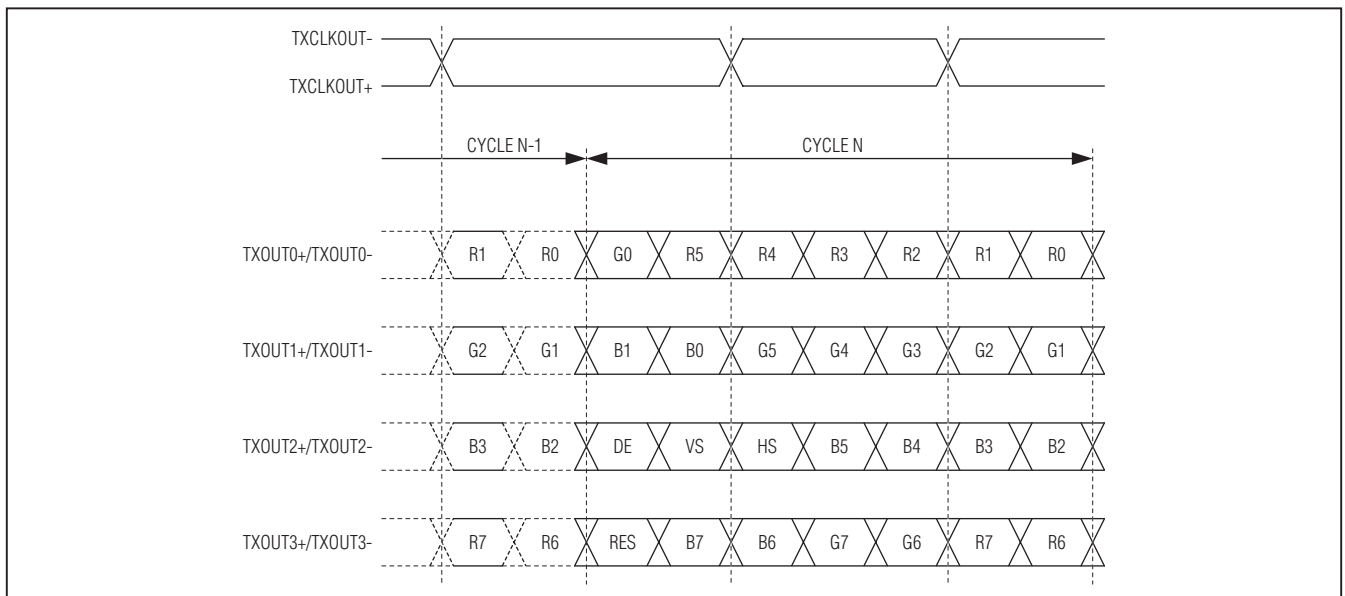 TXCLKOUT-
TXCLKOUT+
CYCLE N-1 CYCLE N
TXOUT0+/TXOUT0- R1 R0 G0 R5 R4 R3 R2 R1 R0
TXOUT1+/TXOUT1- G2 G1 B1 B0 G5 G4 G3 G2 G1
TXOUT2+/TXOUT2- B3 B2 DE VS HS B5 B4 B3 B2
TXOUT3+/TXOUT3- R7 R6 RES B7 B6 G7 G6 R7 R6